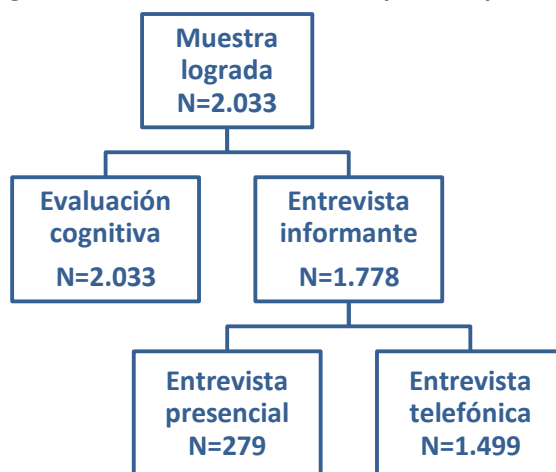 Muestra
lograda
N=2.033
Evaluación
cognitiva
N=2.033
Entrevista
informante
N=1.778
Entrevista
presencial
N=279
Entrevista
telefónica
N=1.499